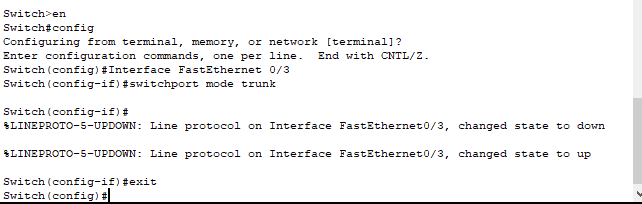 Switch>en
Switch#config
Configuring from terminal, memory, or network [terminal]?
Enter configuration commands, one per line.  End with CNTL/Z.
Switch(config)#Interface FastEthernet 0/3
Switch(config-if)#switchport mode trunk
Switch(config-if)#
%LINEPROTO-5-UPDOWN: Line protocol on Interface FastEthernet0/3, changed state to down
%LINEPROTO-5-UPDOWN: Line protocol on Interface FastEthernet0/3, changed state to up
Switch(config-if)#exit
Switch(config)#